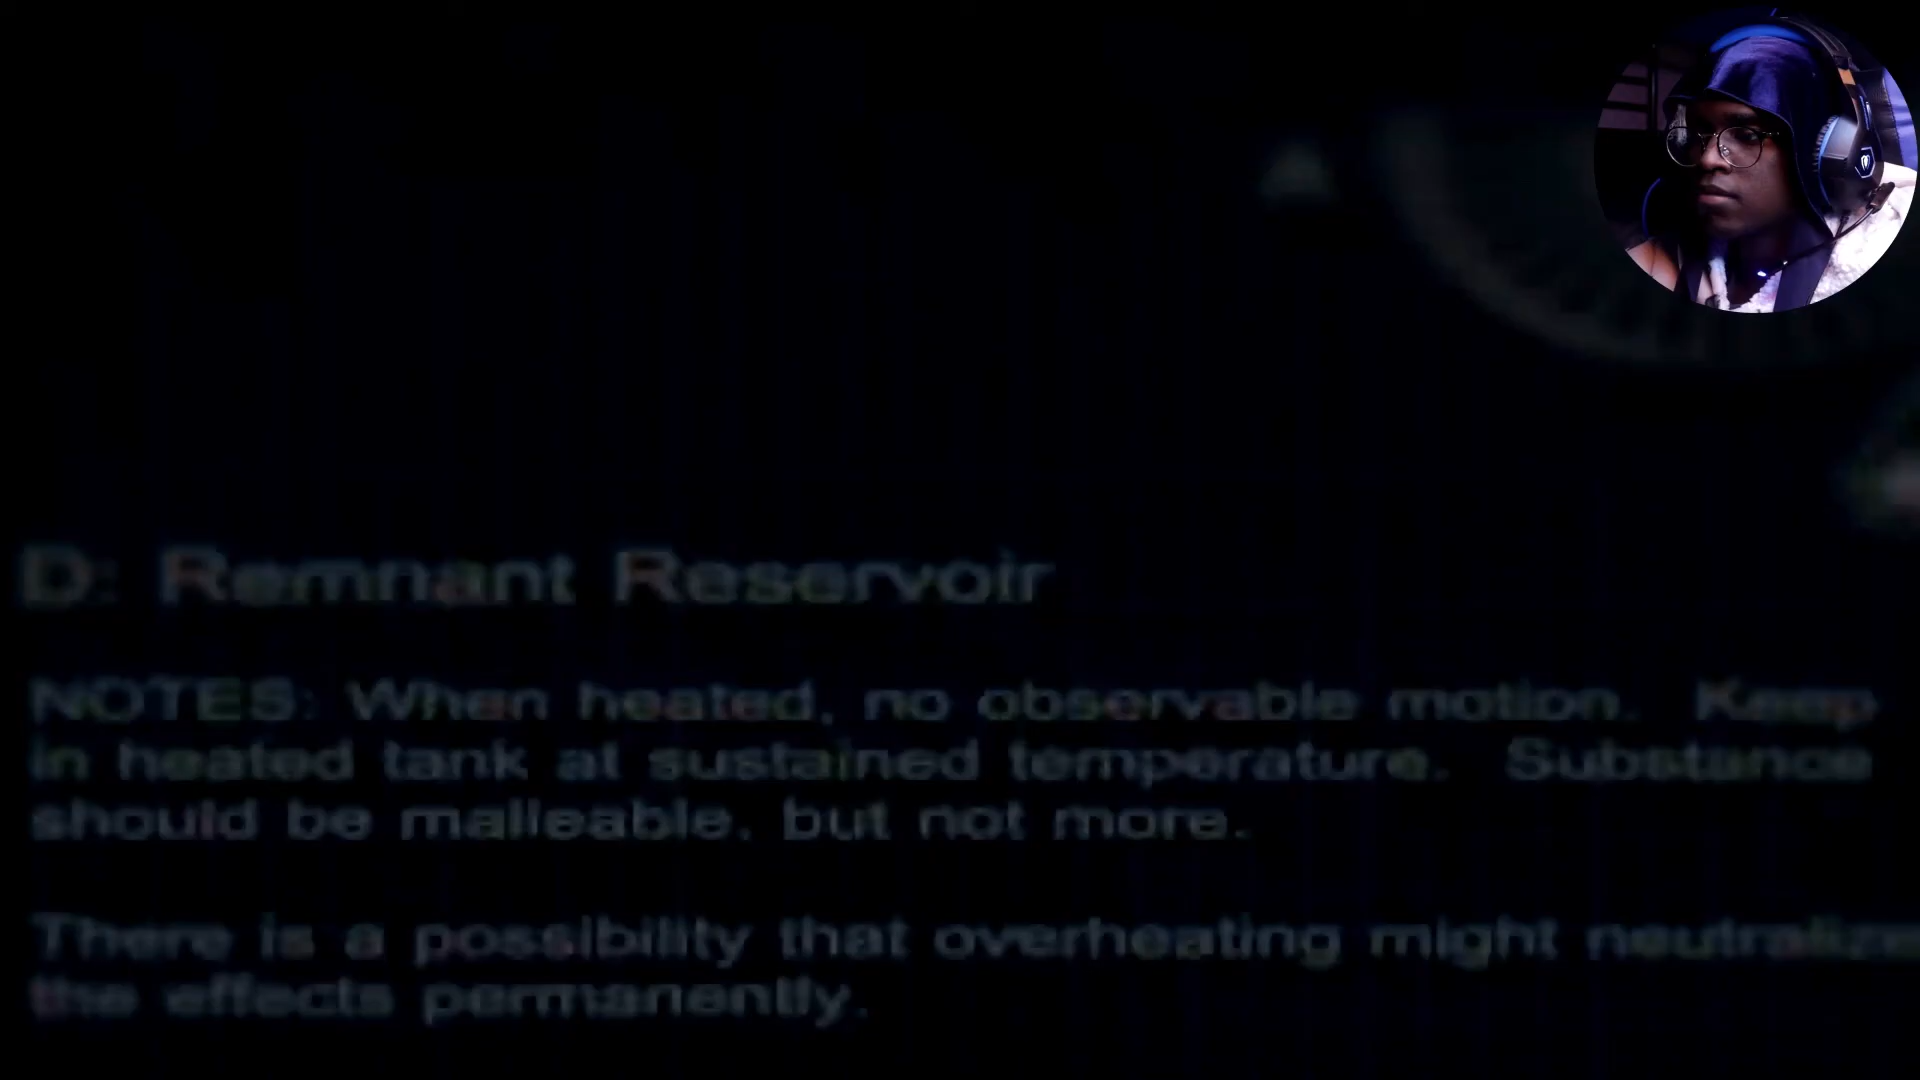 D: Remnant Reservoir
NOTES: When heated, no observable motion. Keep
in heated tank at sustained temperature. Substance
should be malleable, but not more.
There is a possibility that overheating might neutralize
the effects permanently.